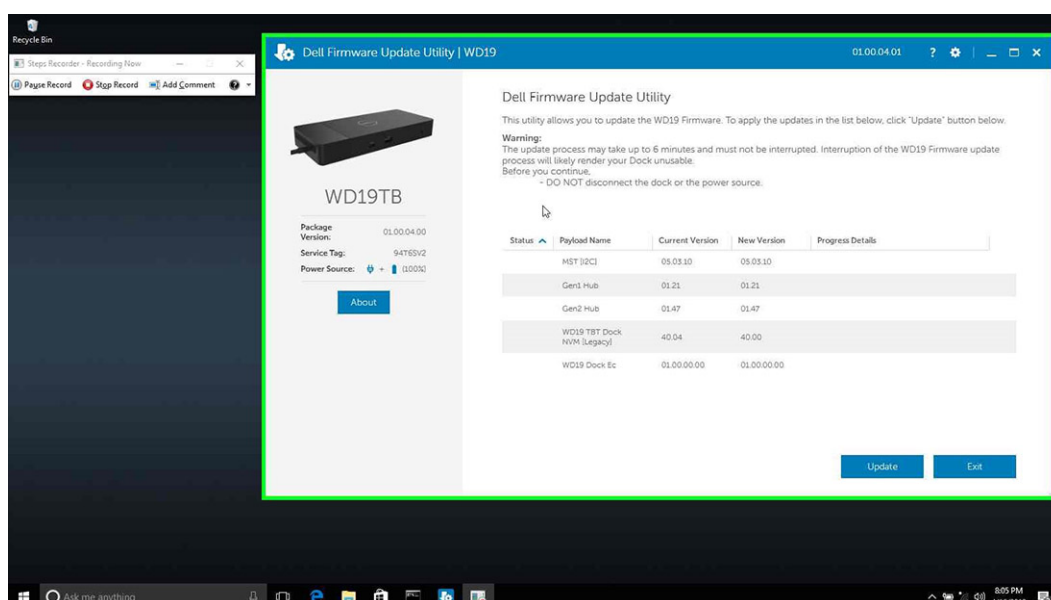 Recycle Bin
Steps Recorder - Recording Now
Pause Record Stop Record Add Comment
Dell Firmware Update Utility | WD19 01.00.04.01
WD19TB
Package Version: 01.00.04.00
Service Tag: 94T6SV2
Power Source: + (100%)
About
Dell Firmware Update Utility
This utility allows you to update the WD19 Firmware. To apply the updates in the list below, click "Update" button below.
Warning:
The update process may take up to 6 minutes and must not be interrupted. Interruption of the WD19 Firmware update
process will likely render your Dock unusable.
Before you continue,
- DO NOT disconnect the dock or the power source.
Status Payload Name Current Version New Version Progress Details
MST [I2C] 05.03.10 05.03.10
Gen1 Hub 01.21 01.21
Gen2 Hub 01.47 01.47
WD19 TBT Dock
NVM [Legacy] 40.04 40.00
WD19 Dock Ec 01.00.00.00 01.00.00.00
Update Exit
Ask me anything
8:05 PM